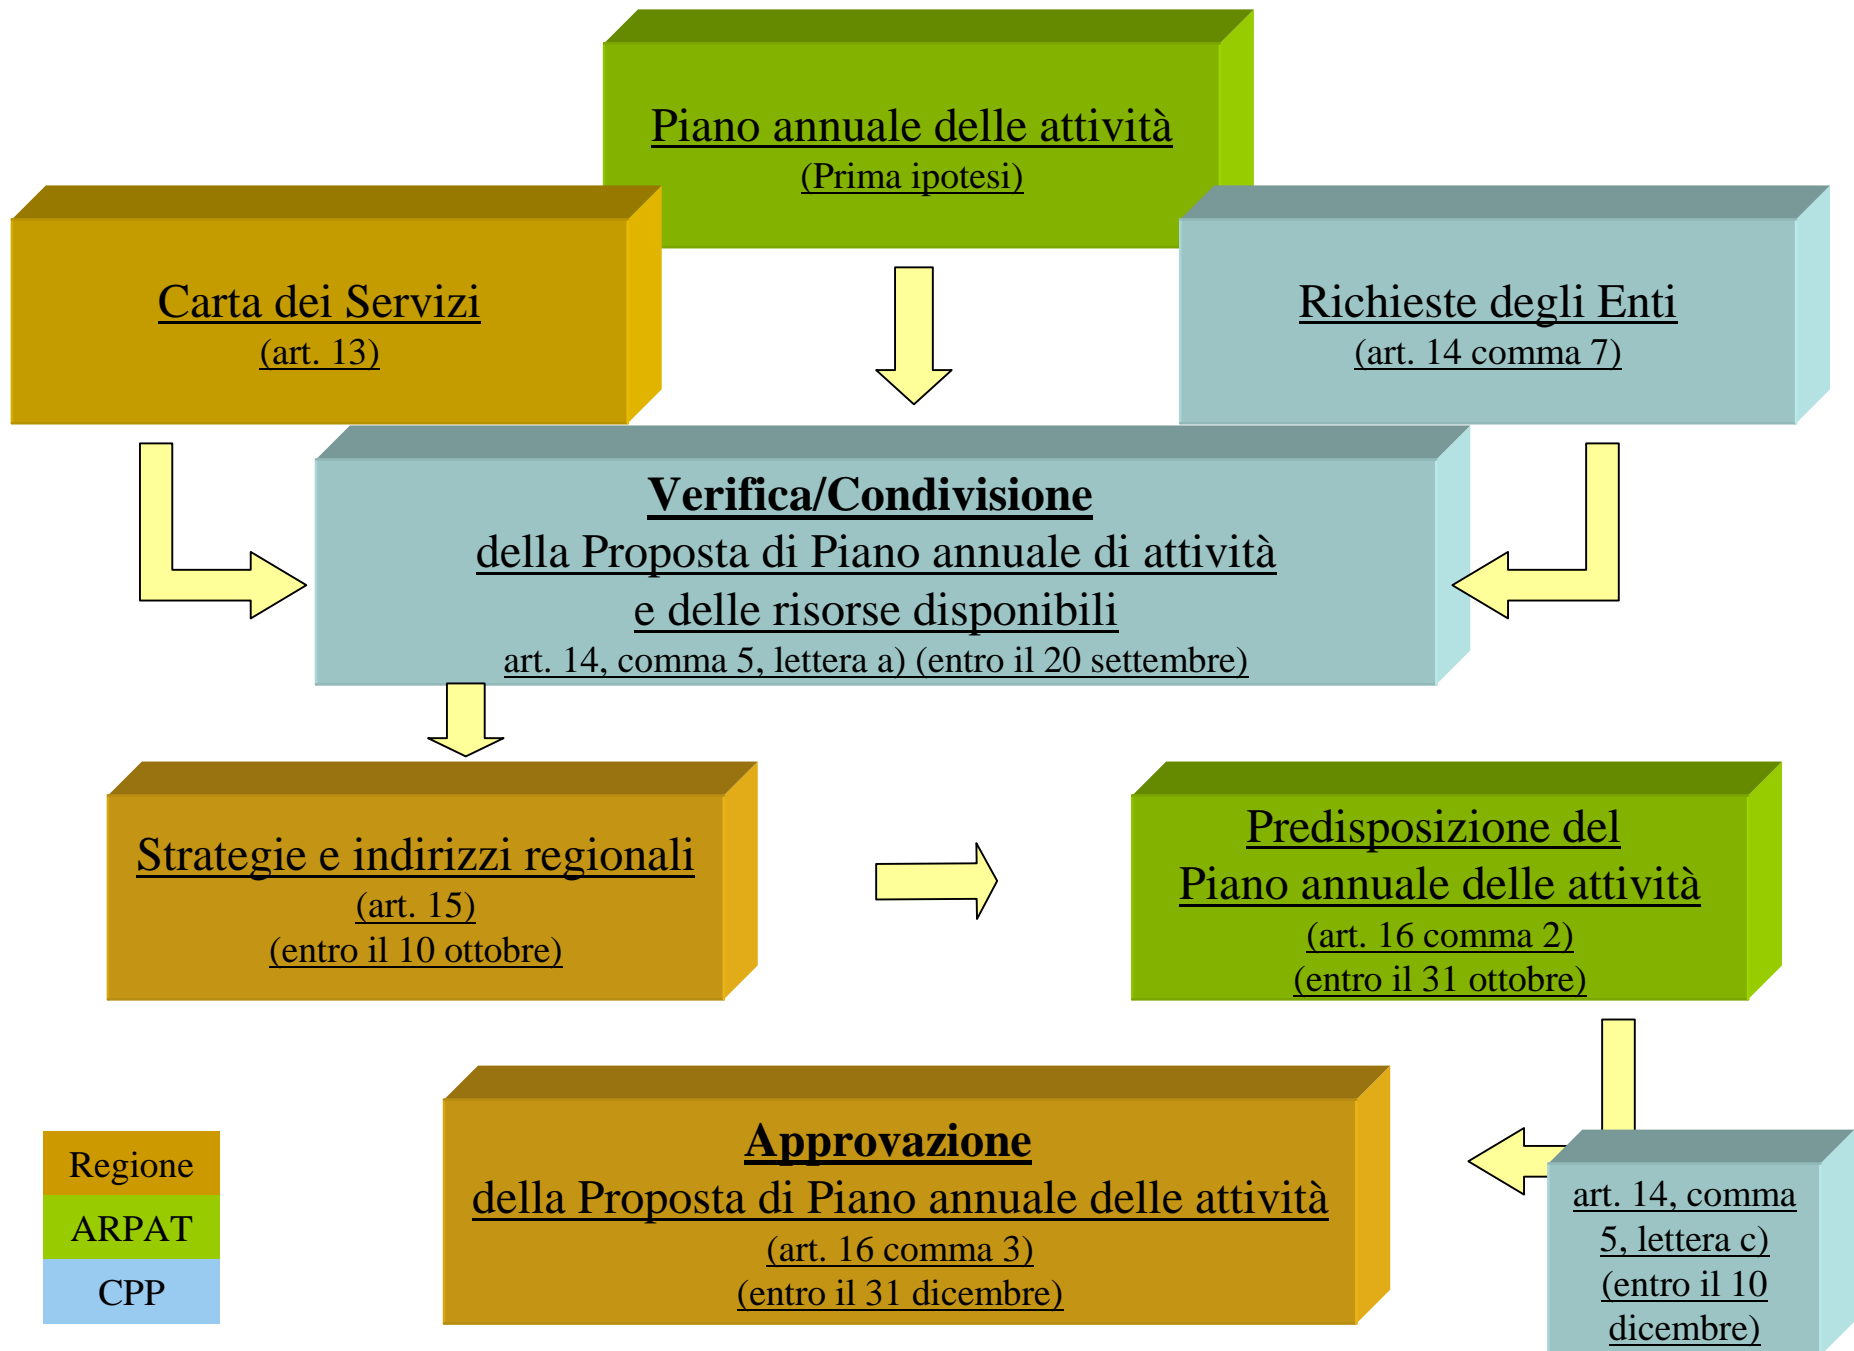 Piano annuale delle attività
(Prima ipotesi)
Carta dei Servizi
(art. 13)
Richieste degli Enti
(art. 14 comma 7)
Verifica/Condivisione
della Proposta di Piano annuale di attività
e delle risorse disponibili
art. 14, comma 5, lettera a) (entro il 20 settembre)
Strategie e indirizzi regionali
(art. 15)
(entro il 10 ottobre)
Predisposizione del
Piano annuale delle attività
(art. 16 comma 2)
(entro il 31 ottobre)
Approvazione
della Proposta di Piano annuale delle attività
(art. 16 comma 3)
(entro il 31 dicembre)
art. 14, comma
5, lettera c)
(entro il 10
dicembre)
Regione
ARPAT
CPP